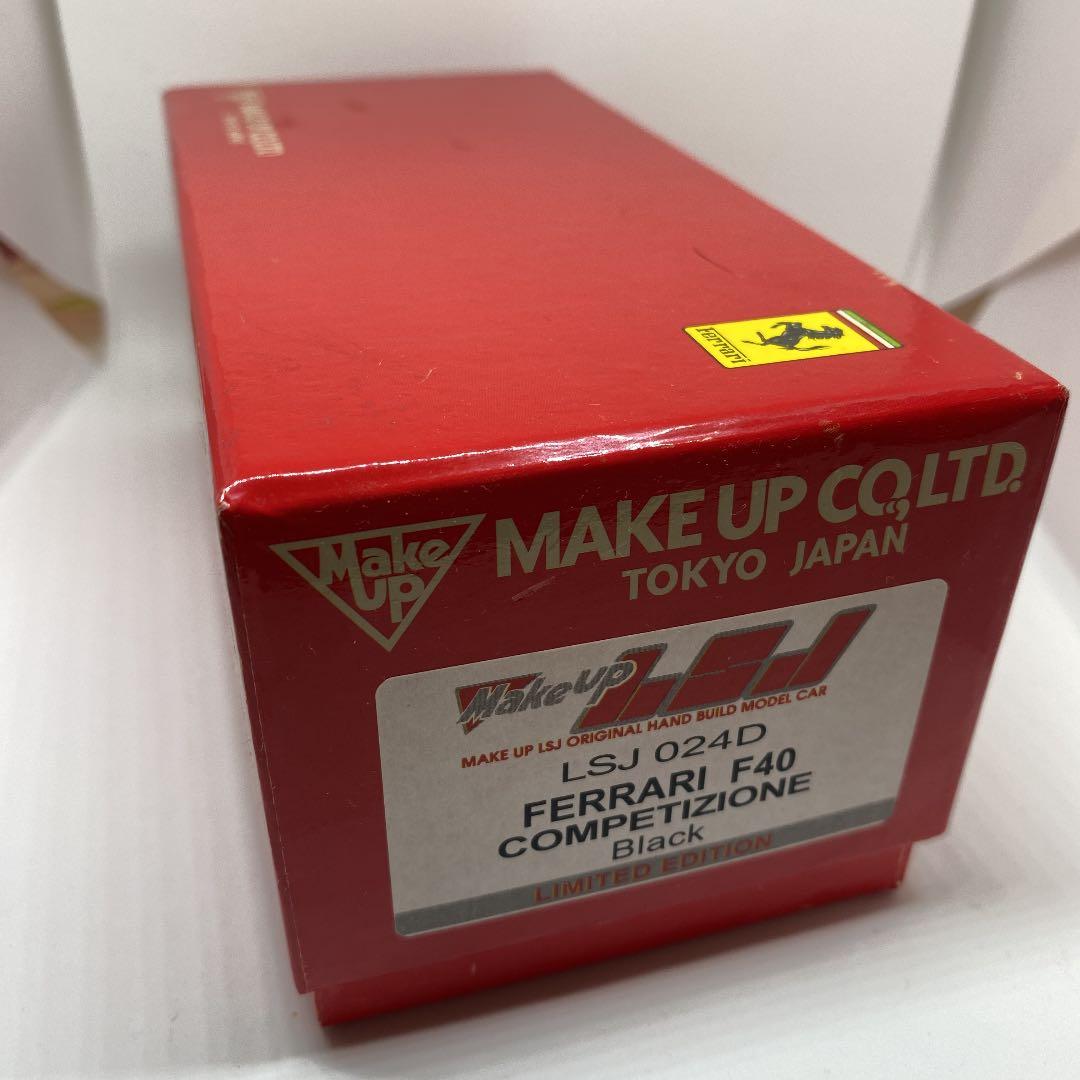 Ferrari
Make
UP
MAKE UP CO.,LTD.
TOKYO JAPAN
Make up LSJ
MAKE UP LSJ ORIGINAL HAND BUILD MODEL CAR
LSJ 024D
FERRARI F40
COMPETIZIONE
Black
LIMITED EDITION